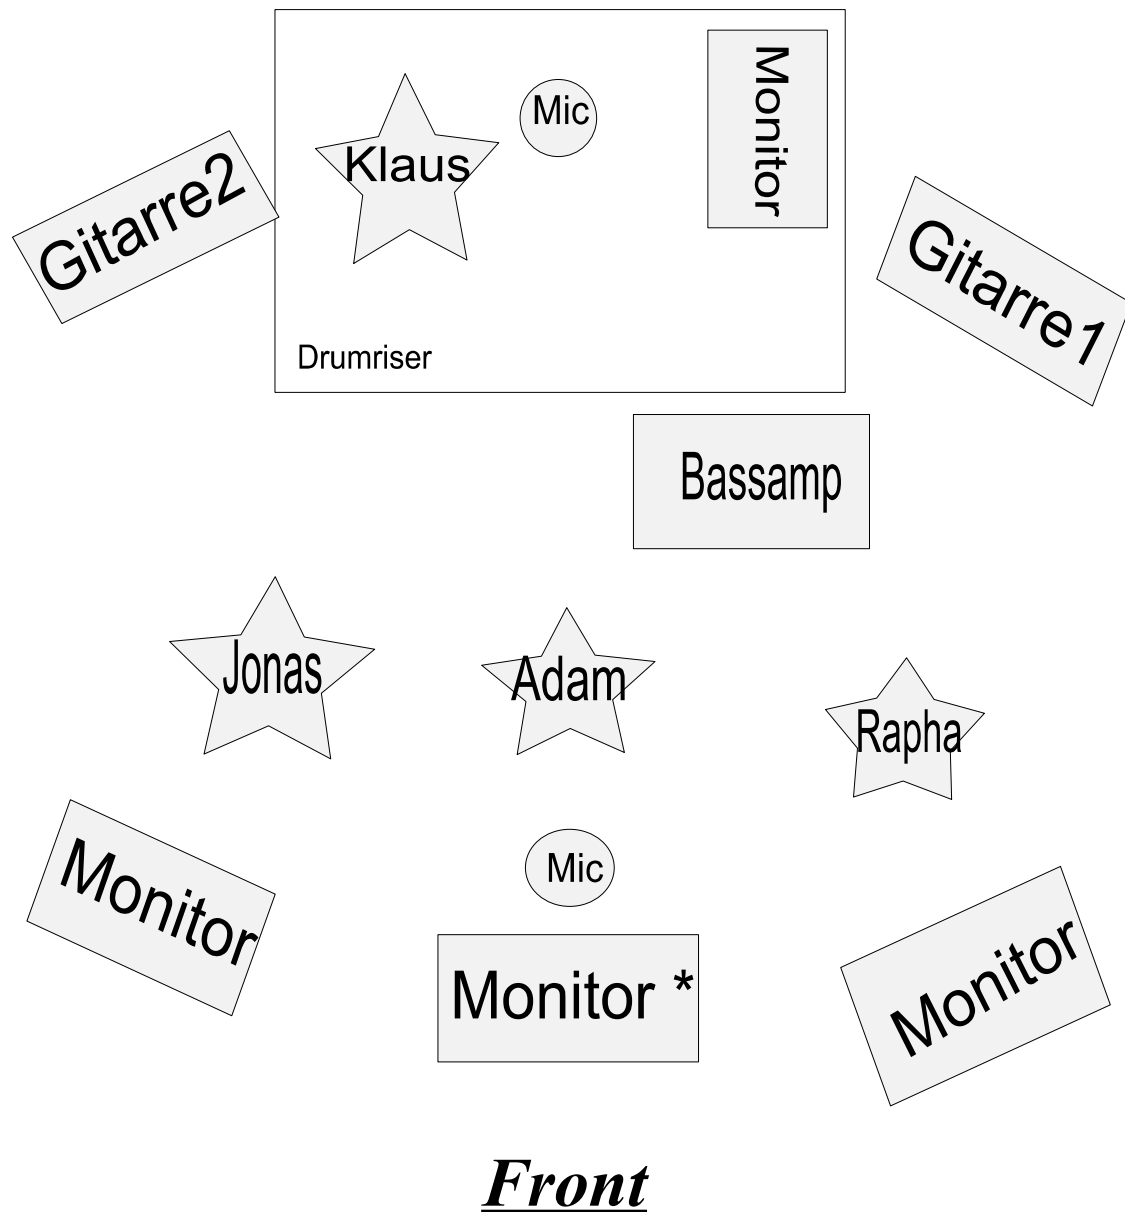 Mic
Monitor
Klaus
Gitarre2
Gitarre1
Drumriser
Bassamp
Jonas
Adam
Rapha
Mic
Monitor
Monitor *
Monitor
Front